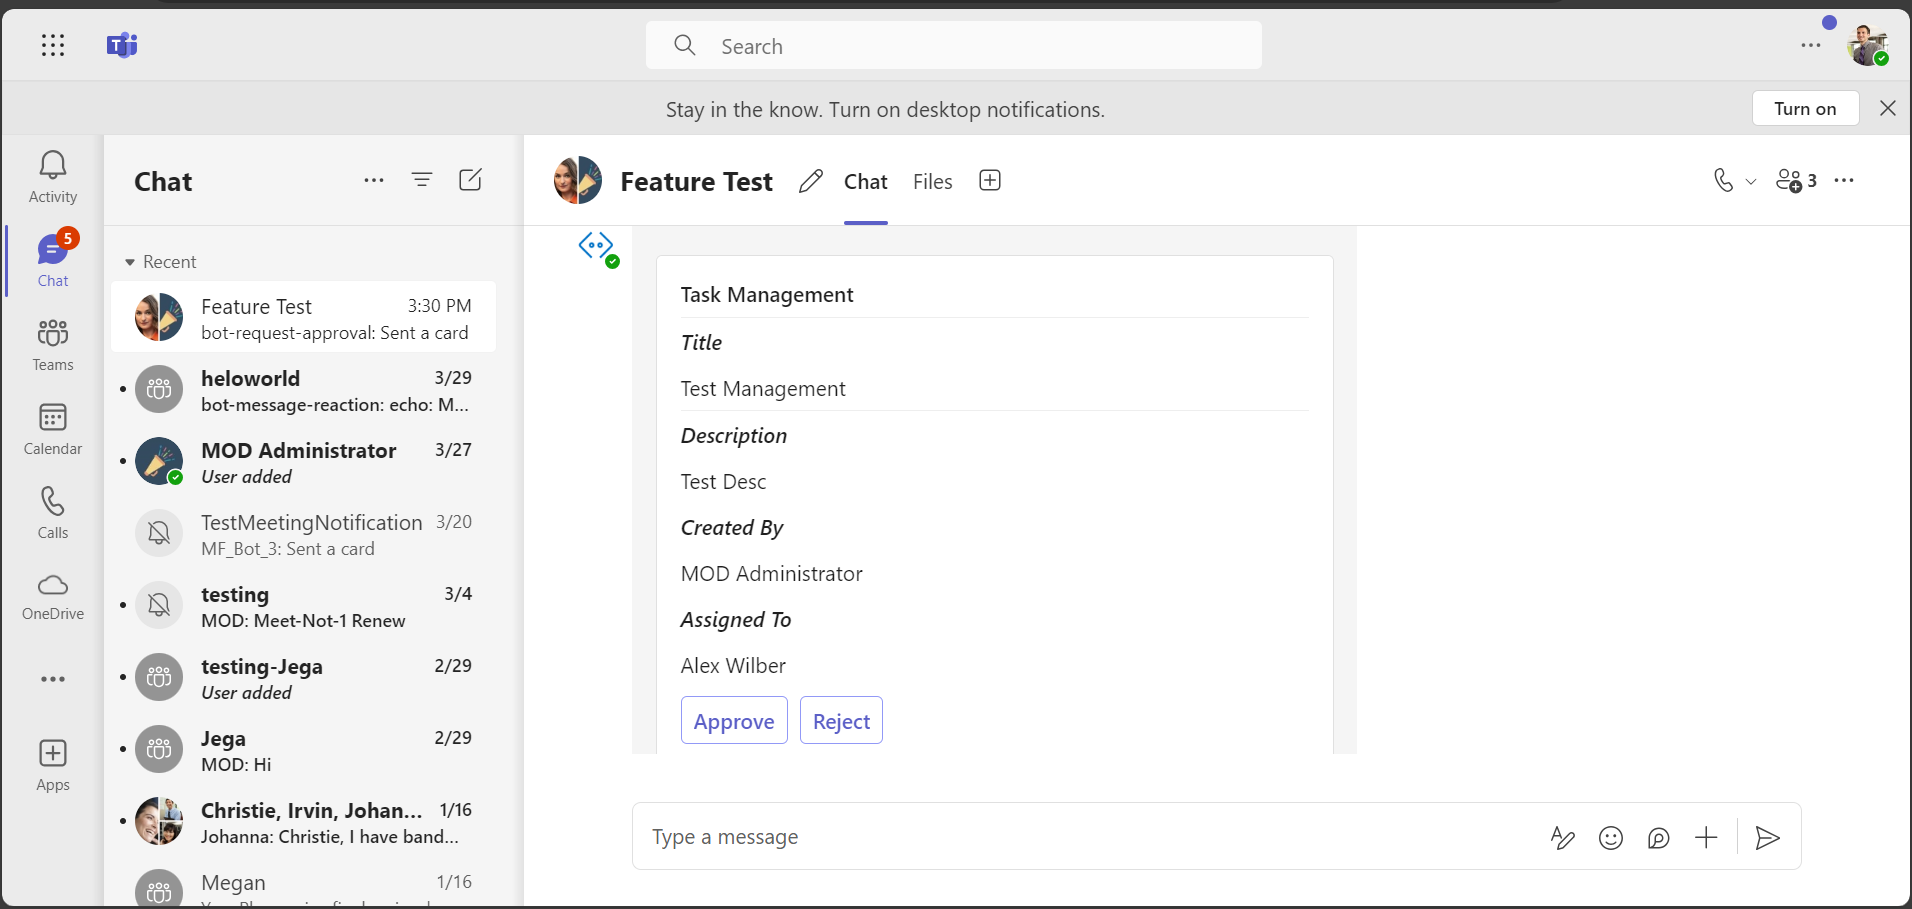 Search
Stay in the know. Turn on desktop notifications.
Turn on
Activity
5
Chat
Teams
Calendar
Calls
OneDrive
Apps
Chat
Recent
Feature Test 3:30 PM
bot-request-approval: Sent a card
heloworld 3/29
bot-message-reaction: echo: M...
MOD Administrator 3/27
User added
TestMeetingNotification 3/20
MF_Bot_3: Sent a card
testing 3/4
MOD: Meet-Not-1 Renew
testing-Jega 2/29
User added
Jega 2/29
MOD: Hi
Christie, Irvin, Johan... 1/16
Johanna: Christie, I have band...
Megan 1/16
Feature Test Chat Files 3
Task Management
Title
Test Management
Description
Test Desc
Created By
MOD Administrator
Assigned To
Alex Wilber
Approve Reject
Type a message